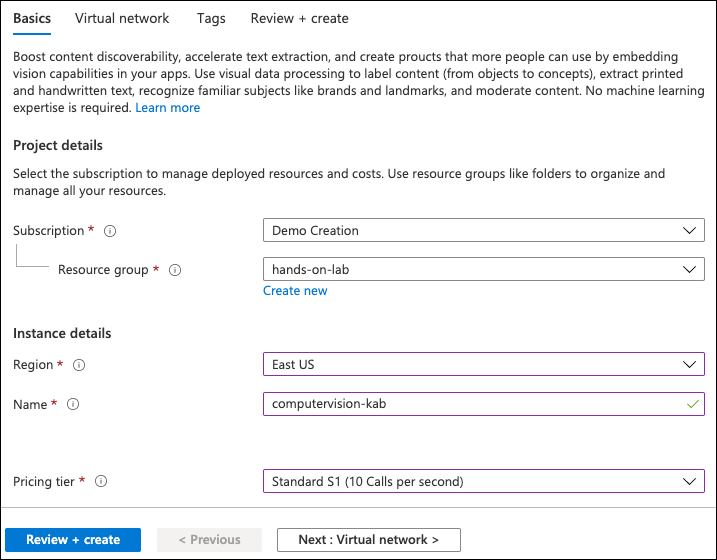 Basics Virtual network Tags Review + create
Boost content discoverability, accelerate text extraction, and create proucts that more people can use by embedding
vision capabilities in your apps. Use visual data processing to label content (from objects to concepts), extract printed
and handwritten text, recognize familiar subjects like brands and landmarks, and moderate content. No machine learning
expertise is required. Learn more
Project details
Select the subscription to manage deployed resources and costs. Use resource groups like folders to organize and
manage all your resources.
Subscription * Demo Creation
Resource group * hands-on-lab
Create new
Instance details
Region * East US
Name * computervision-kab
Pricing tier * Standard S1 (10 Calls per second)
Review + create < Previous Next : Virtual network >